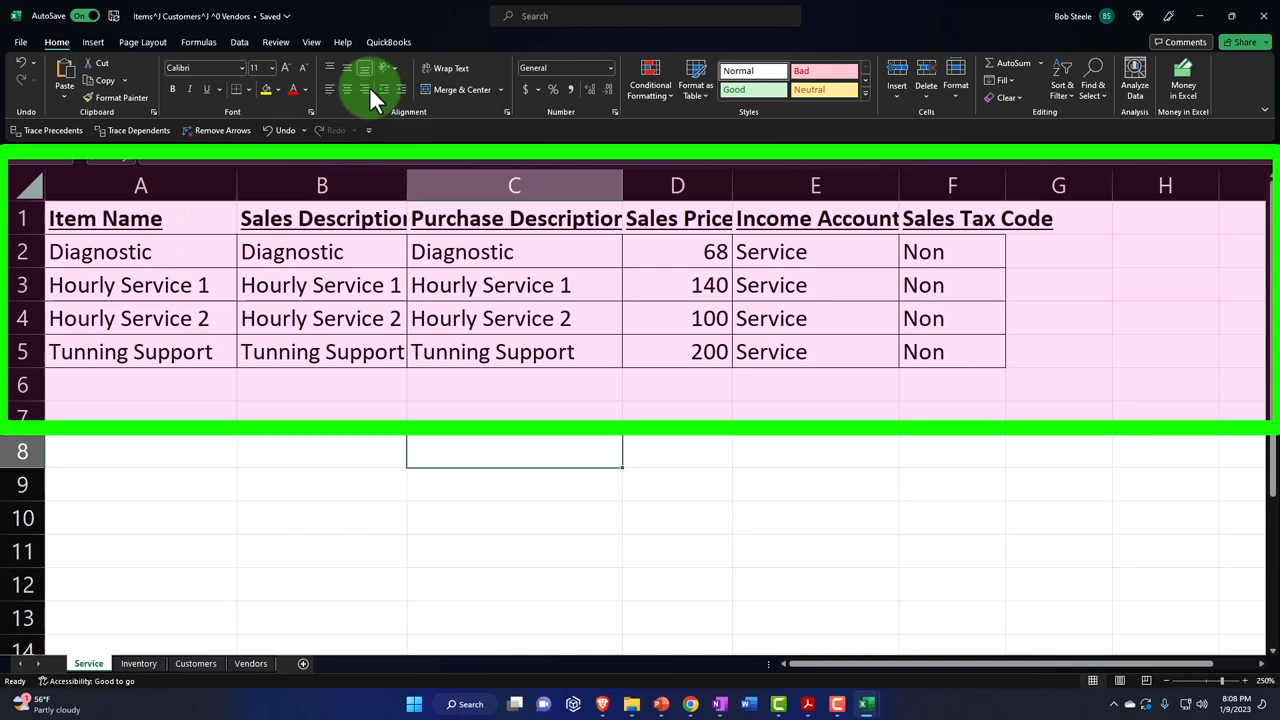 AutoSave On Items^J Customers^J ^0 Vendors • Saved Search Bob Steele BS
File Home Insert Page Layout Formulas Data Review View Help QuickBooks Comments Share
Cut Calibri 11 Wrap Text General Normal Bad AutoSum
Paste Copy Conditional Formatting Format as Table Good Neutral Insert Delete Format Fill Sort & Filter Find & Select Analyze Data Money in Excel
Format Painter B I U A Merge & Center $ % Clear
Undo Clipboard Font Alignment Number Styles Cells Editing Analysis Money in Excel
Trace Precedents Trace Dependents Remove Arrows Undo Redo
A B C D E F G H
1 Item Name Sales Description Purchase Description Sales Price Income Account Sales Tax Code
2 Diagnostic Diagnostic Diagnostic 68 Service Non
3 Hourly Service 1 Hourly Service 1 Hourly Service 1 140 Service Non
4 Hourly Service 2 Hourly Service 2 Hourly Service 2 100 Service Non
5 Tunning Support Tunning Support Tunning Support 200 Service Non
6
7
8
9
10
11
12
13
14
Service Inventory Customers Vendors
Ready Accessibility: Good to go 250%
56°F
Partly cloudy
Search
8:08 PM
1/9/2023